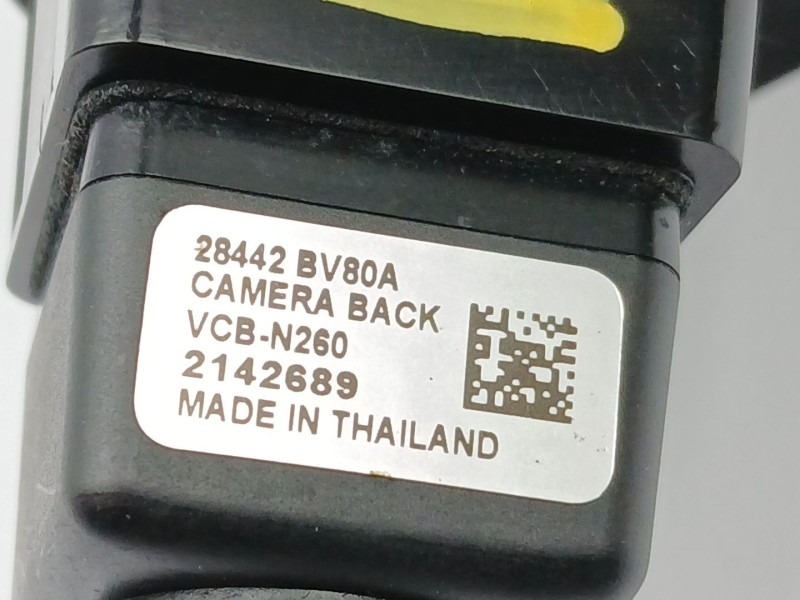 28442 BV80A
CAMERA BACK
VCB-N260
2142689
MADE IN THAILAND